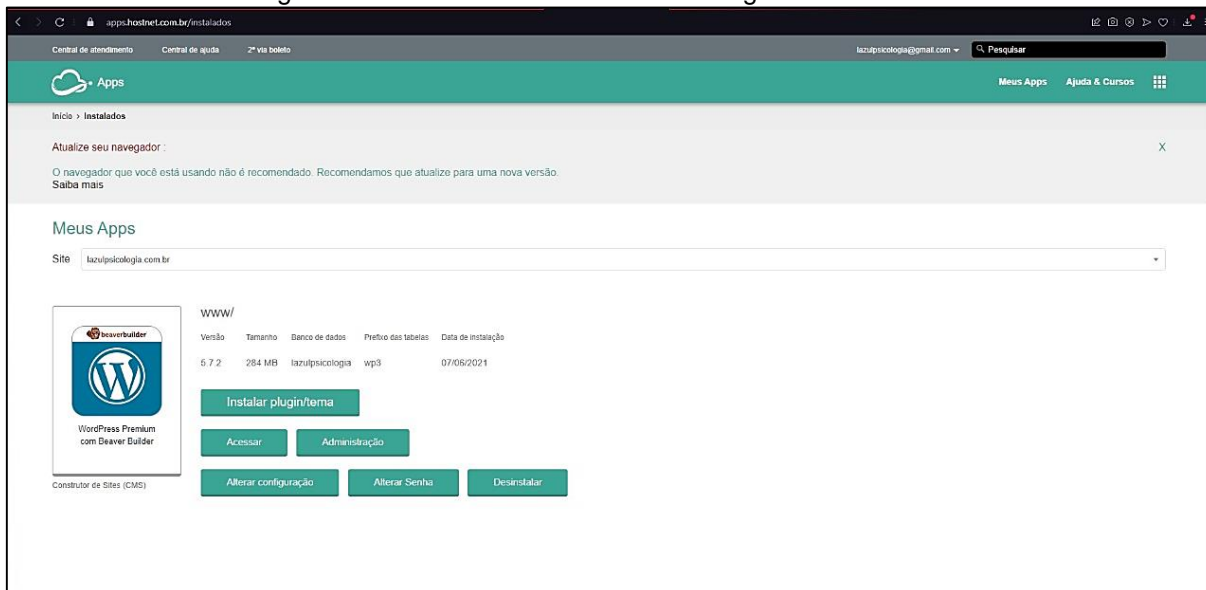 apps.hostnet.com.br/instalados
Central de atendimento Central de ajuda 2ª via boleto lazulpsicologia@gmail.com Pesquisar
Apps Meus Apps Ajuda & Cursos
Início > Instalados
Atualize seu navegador : X
O navegador que você está usando não é recomendado. Recomendamos que atualize para uma nova versão.
Saiba mais
Meus Apps
Site lazulpsicologia.com.br
www/
beaverbuilder
Versão Tamanho Banco de dados Prefixo das tabelas Data de instalação
5.7.2 284 MB lazulpsicologia wp3 07/06/2021
Instalar plugin/tema
WordPress Premium
com Beaver Builder
Acessar Administração
Construtor de Sites (CMS)
Alterar configuração Alterar Senha Desinstalar